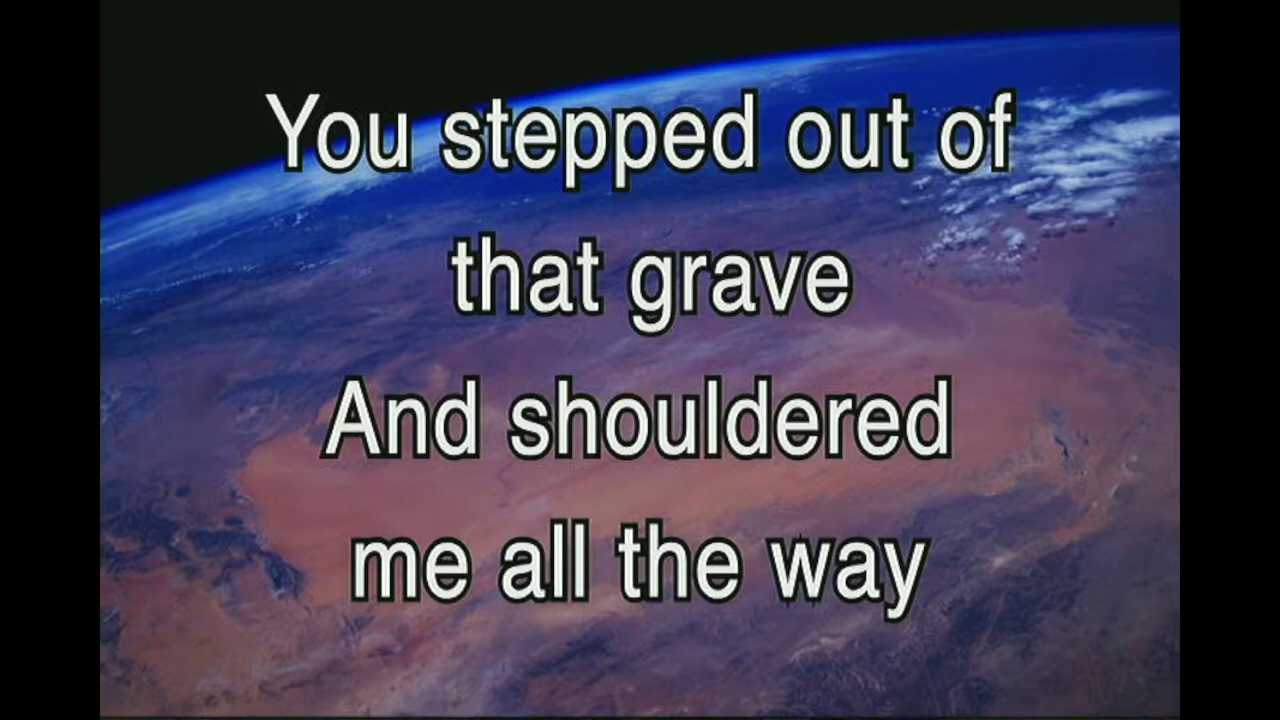 You stepped out of
that grave
And shouldered
me all the way